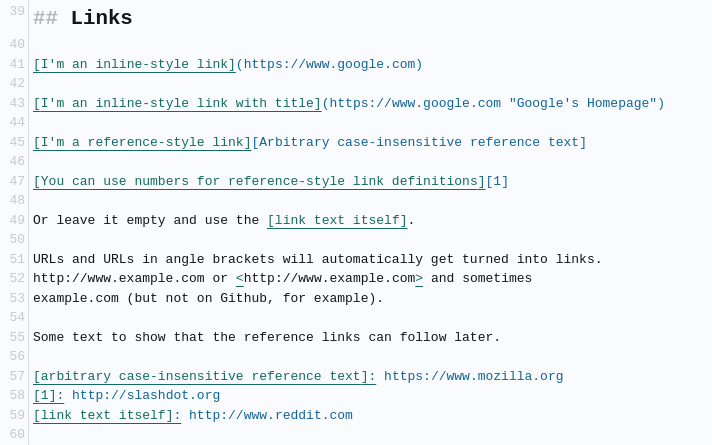 39 ## Links
40
41 [I'm an inline-style link](https://www.google.com)
42
43 [I'm an inline-style link with title](https://www.google.com "Google's Homepage")
44
45 [I'm a reference-style link][Arbitrary case-insensitive reference text]
46
47 [You can use numbers for reference-style link definitions][1]
48
49 Or leave it empty and use the [link text itself].
50
51 URLs and URLs in angle brackets will automatically get turned into links.
52 http://www.example.com or <http://www.example.com> and sometimes
53 example.com (but not on Github, for example).
54
55 Some text to show that the reference links can follow later.
56
57 [arbitrary case-insensitive reference text]: https://www.mozilla.org
58 [1]: http://slashdot.org
59 [link text itself]: http://www.reddit.com
60